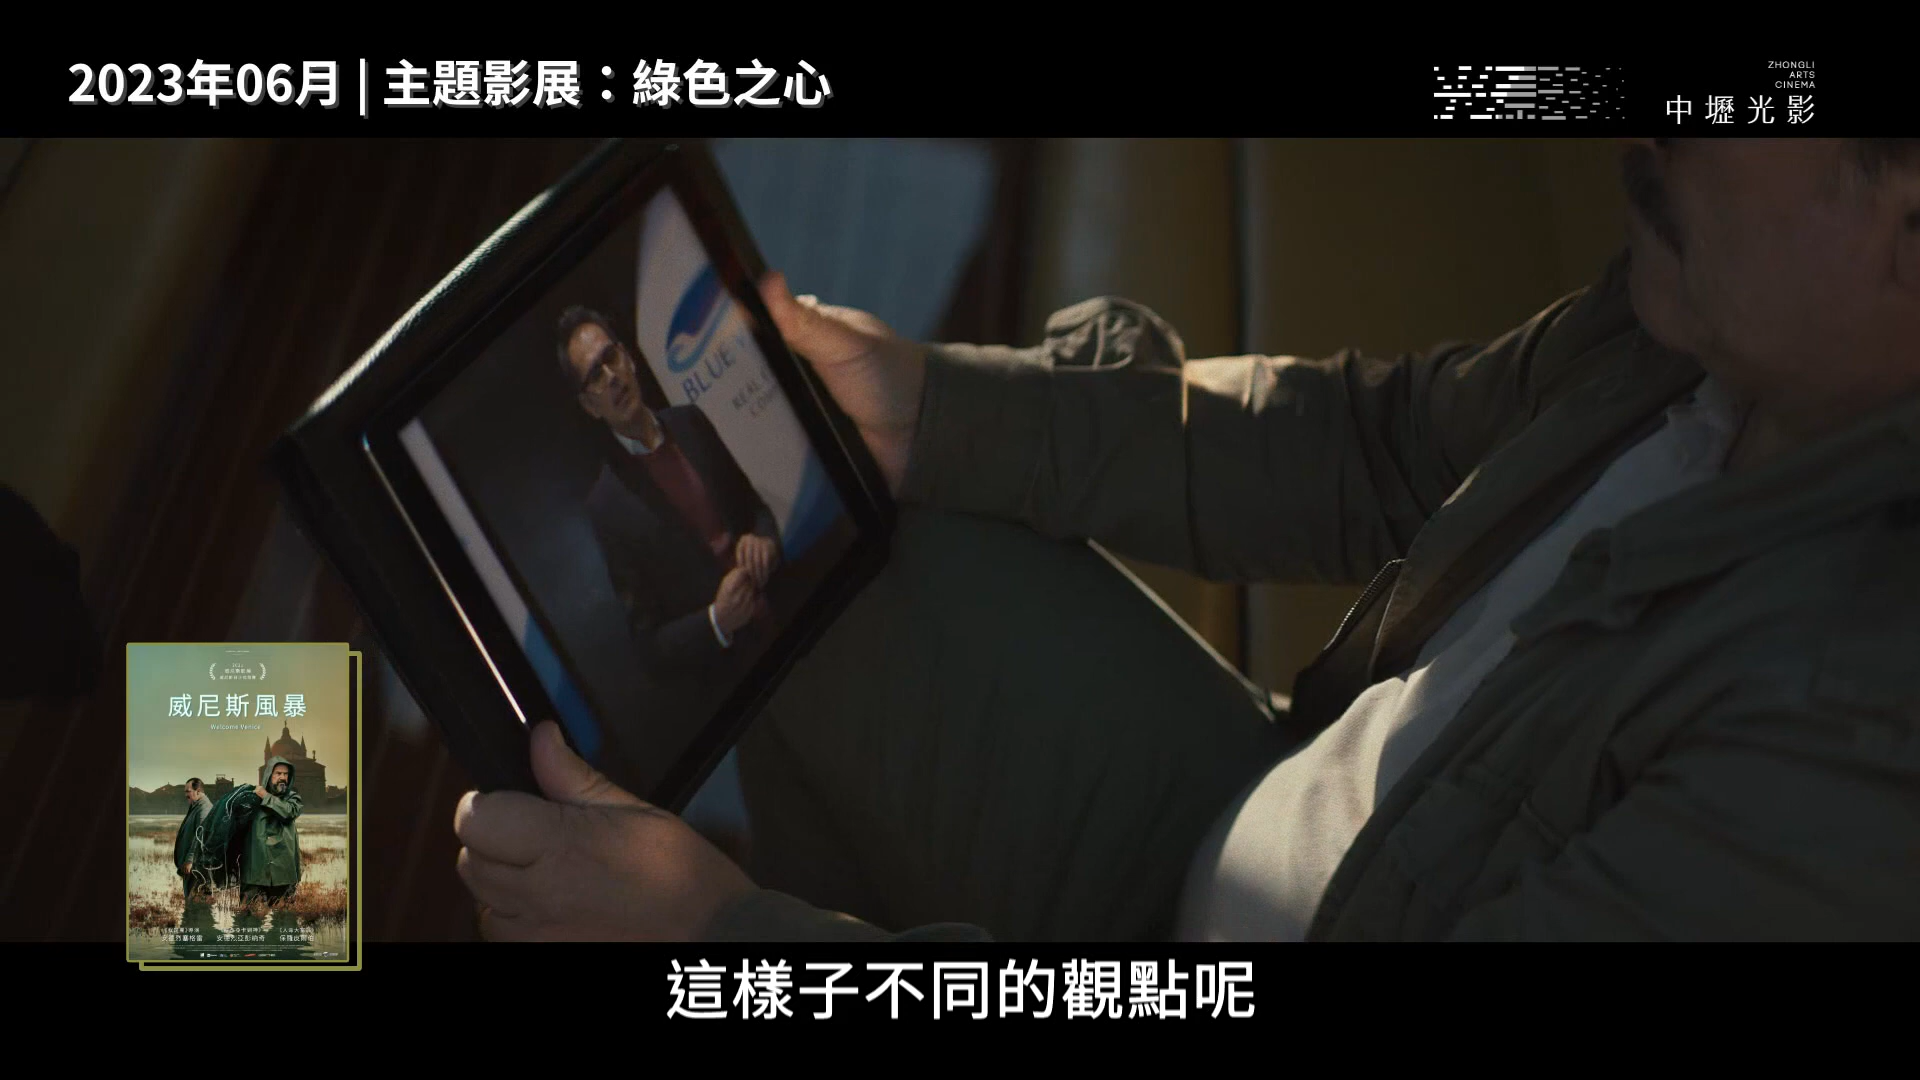 2023年06月 | 主題影展：綠色之心
ZHONGLI
ARTS
CINEMA
中壢光影
BLUE
REAL
威尼斯風暴
Welcome Venice
這樣子不同的觀點呢